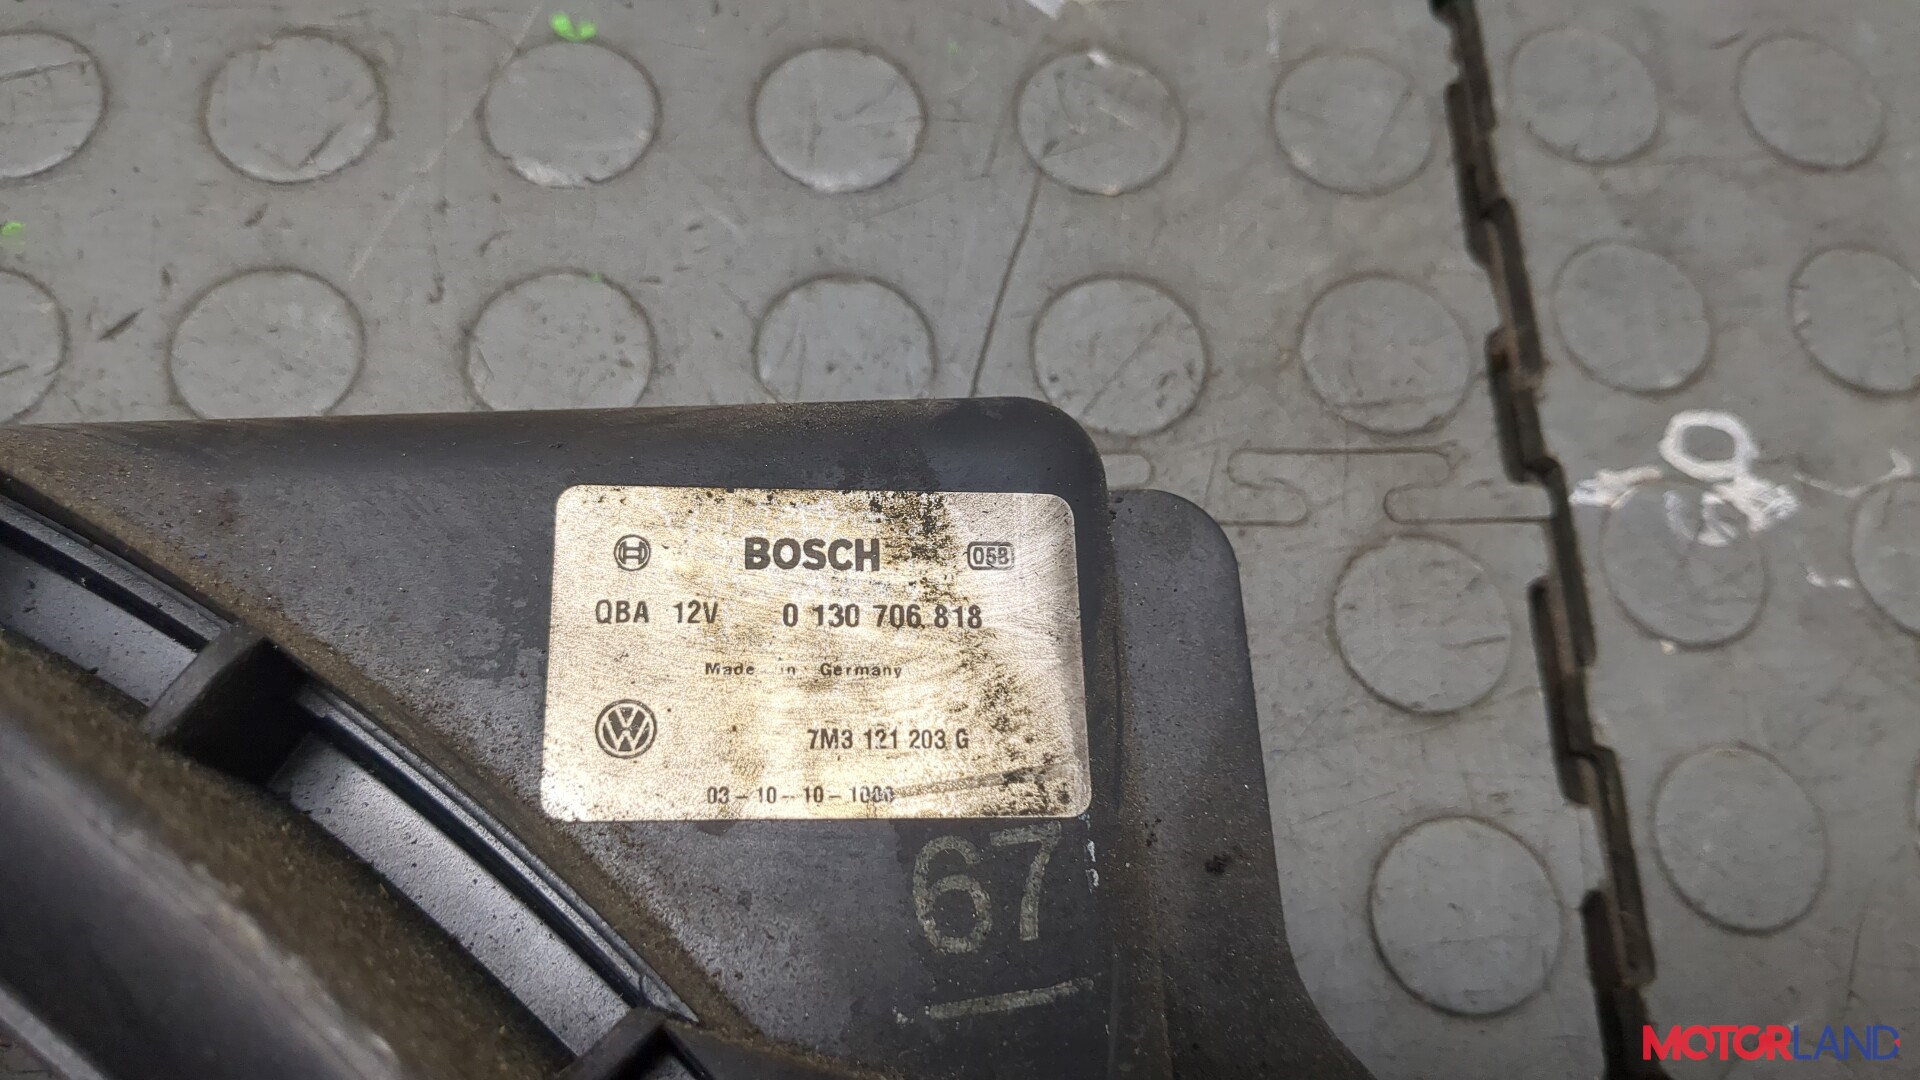 BOSCH 058
QBA 12V 0 130 706 818
Made in Germany
7M3 121 203 G
03-10-10-1000
67
MOTORLAND